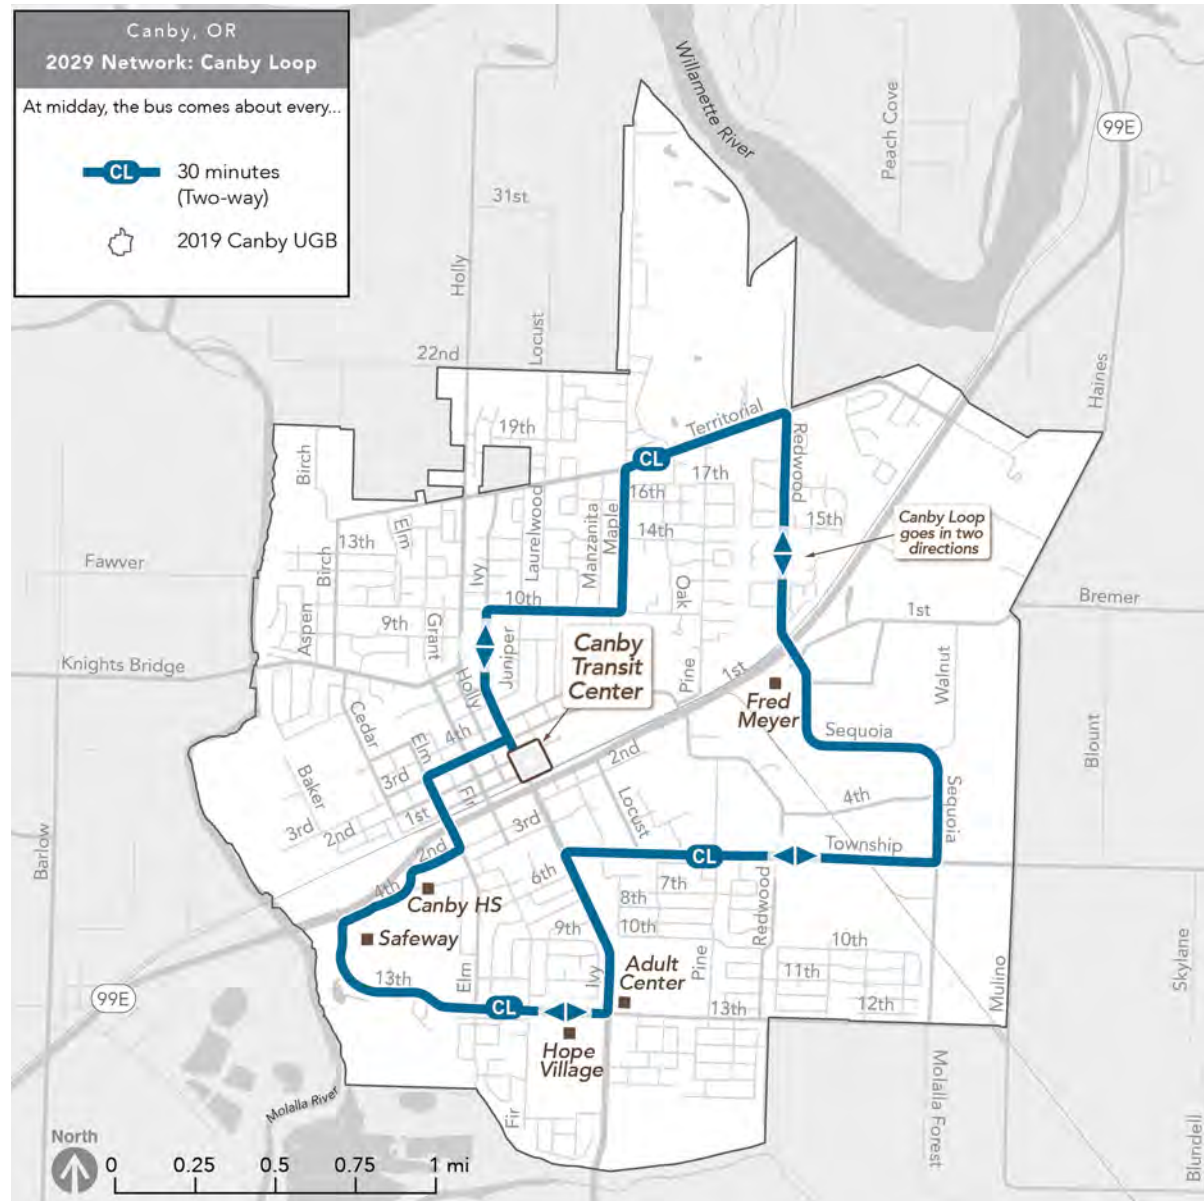 Canby, OR
2029 Network: Canby Loop
At midday, the bus comes about every...
CL
30 minutes
(Two-way)
2019 Canby UGB
Willamette River
Peach Cove
99E
31st
Holly
Locust
22nd
Haines
Territorial
19th
Birch
CL
17th
Redwood
16th
Laurelwood
Manzanita
Maple
14th
15th
Canby Loop
goes in two
directions
Elm
13th
Birch
Ivy
Fawver
10th
Oak
1st
Bremer
Aspen
9th
Grant
Juniper
Canby
Transit
Center
Knights Bridge
Holly
Pine
1st
Walnut
Fred
Meyer
Cedar
4th
Elm
Sequoia
Blount
3rd
Baker
Fir
2nd
Sequoia
4th
Locust
1st
3rd
2nd
3rd
Barlow
2nd
Township
CL
6th
7th
4th
Canby HS
8th
Redwood
9th
10th
10th
Safeway
Skylane
Elm
Ivy
Adult
Center
Pine
11th
13th
12th
Mulino
99E
CL
13th
Hope
Village
Molalla Forest
Molalla River
Fir
Blundell
North
0 0.25 0.5 0.75 1 mi